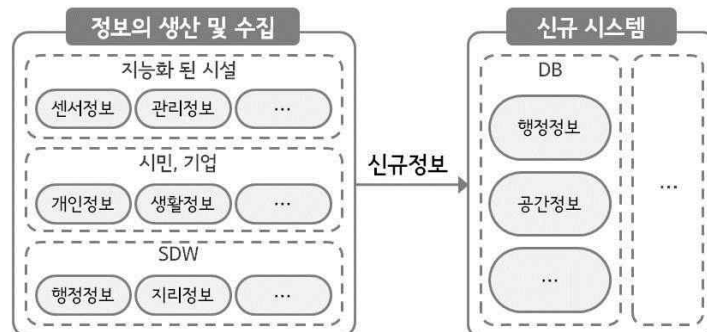 정보의 생산 및 수집
지능화 된 시설
센서정보 관리정보 …
시민, 기업
개인정보 생활정보 …
SDW
행정정보 지리정보 …
신규정보
신규 시스템
DB
행정정보
공간정보
…
…